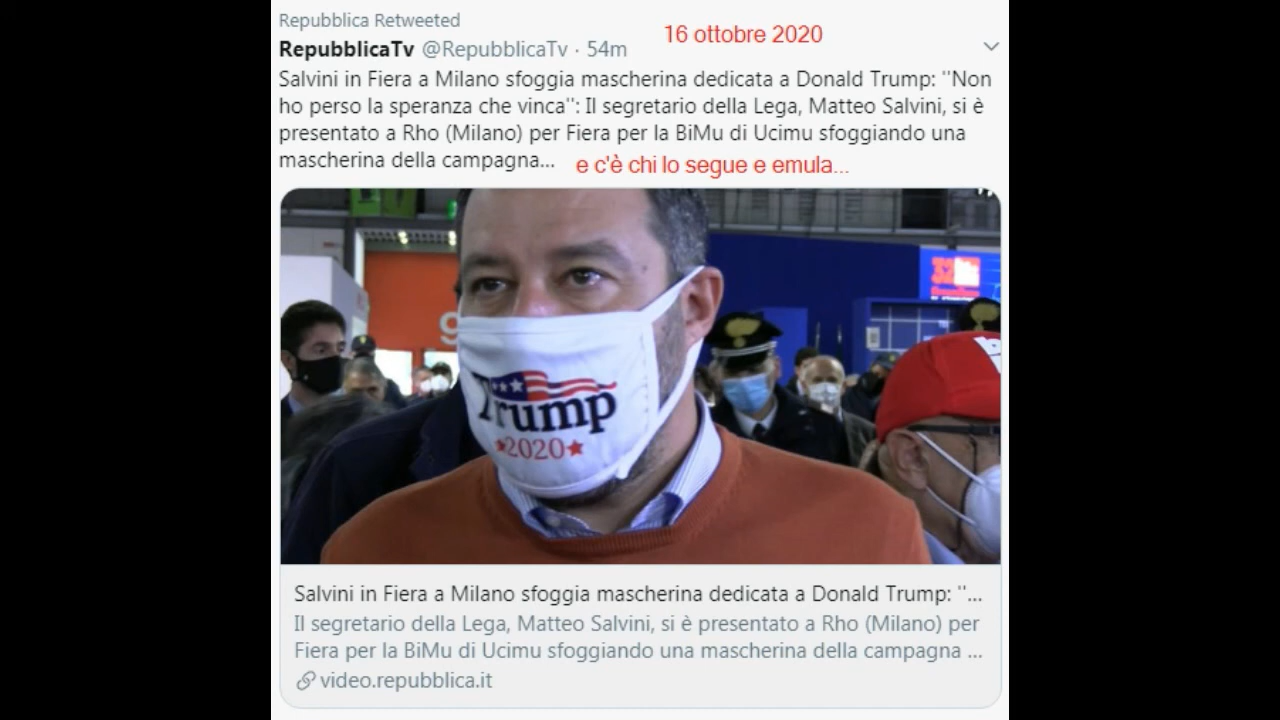 Repubblica Retweeted
16 ottobre 2020
RepubblicaTv @RepubblicaTv · 54m
Salvini in Fiera a Milano sfoggia mascherina dedicata a Donald Trump: ''Non
ho perso la speranza che vinca'': Il segretario della Lega, Matteo Salvini, si è
presentato a Rho (Milano) per Fiera per la BiMu di Ucimu sfoggiando una
mascherina della campagna...
e c'è chi lo segue e emula...
9
Trump
2020
Salvini in Fiera a Milano sfoggia mascherina dedicata a Donald Trump: ''...
Il segretario della Lega, Matteo Salvini, si è presentato a Rho (Milano) per
Fiera per la BiMu di Ucimu sfoggiando una mascherina della campagna ...
video.repubblica.it